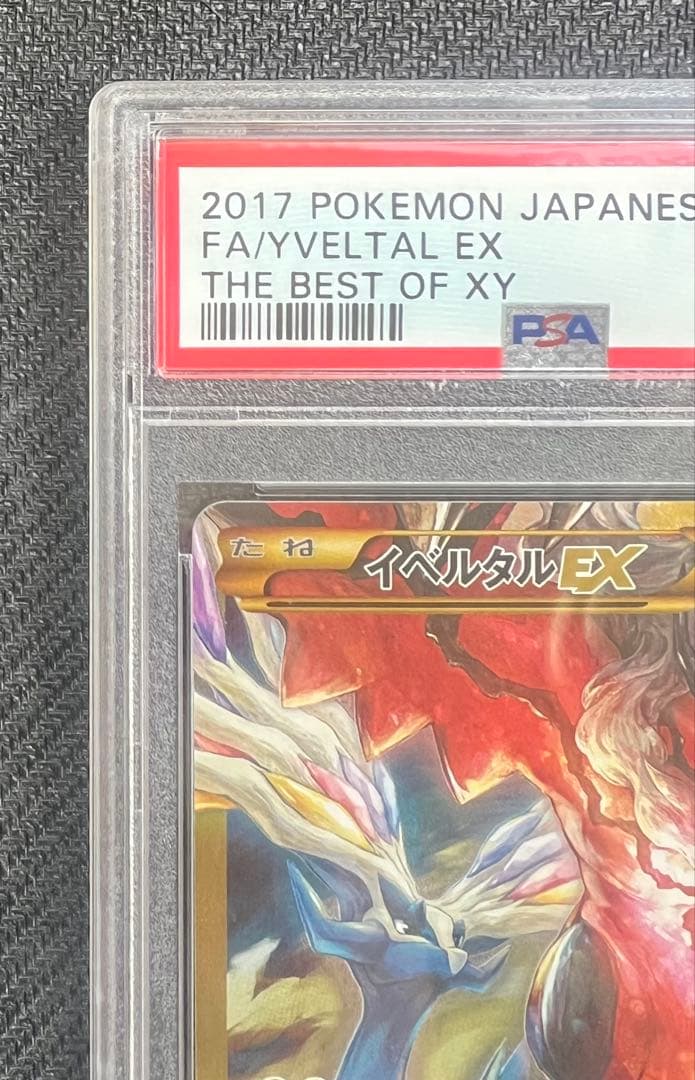 2017 POKEMON JAPANES
FA/YVELTAL EX
THE BEST OF XY
PSA
たね イベルタルEX